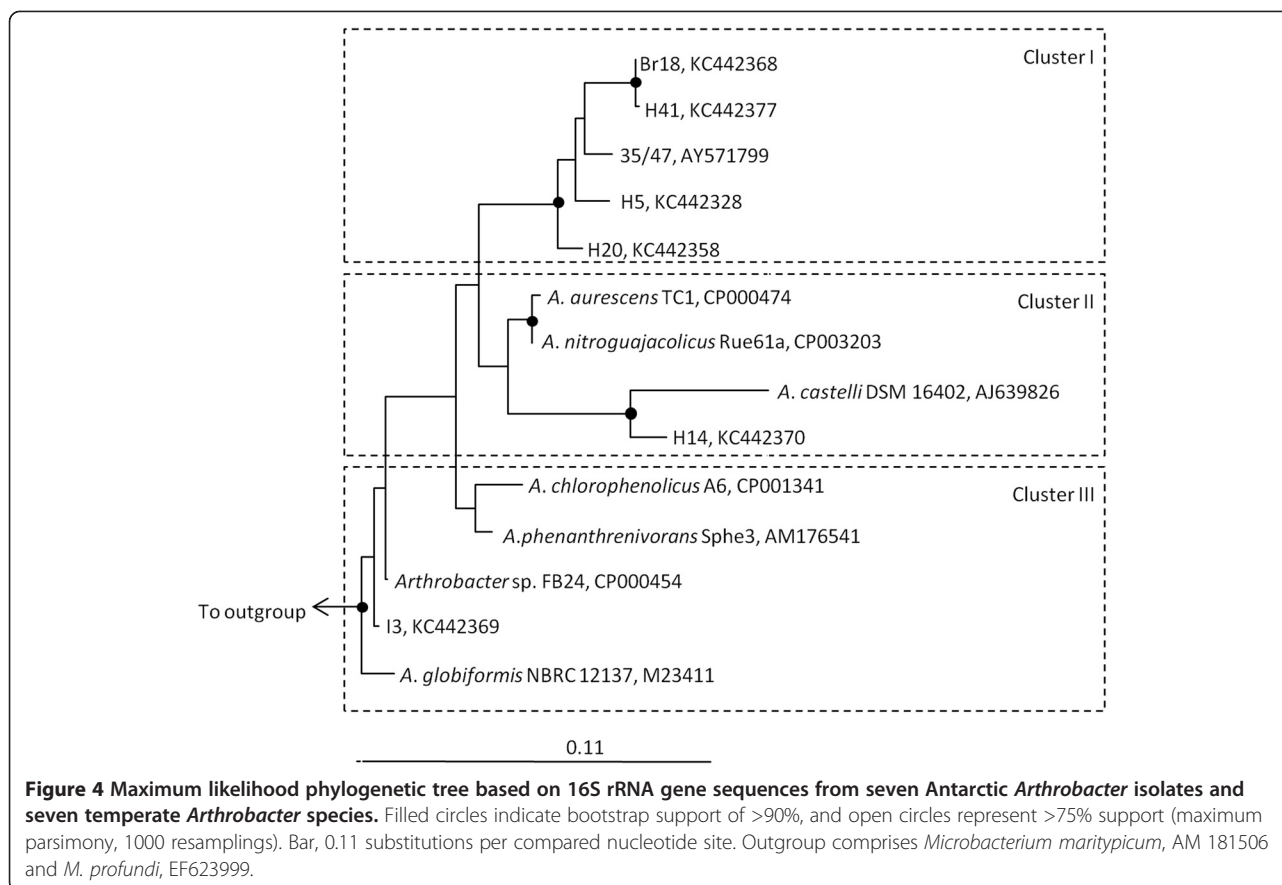 Cluster I
Br18, KC442368
H41, KC442377
35/47, AY571799
H5, KC442328
H20, KC442358
Cluster II
A. aurescens TC1, CP000474
A. nitroguajacolicus Rue61a, CP003203
A. castelli DSM 16402, AJ639826
H14, KC442370
Cluster III
A. chlorophenolicus A6, CP001341
A.phenanthrenivorans Sphe3, AM176541
Arthrobacter sp. FB24, CP000454
To outgroup
I3, KC442369
A. globiformis NBRC 12137, M23411
0.11
Figure 4 Maximum likelihood phylogenetic tree based on 16S rRNA gene sequences from seven Antarctic Arthrobacter isolates and
seven temperate Arthrobacter species. Filled circles indicate bootstrap support of >90%, and open circles represent >75% support (maximum
parsimony, 1000 resamplings). Bar, 0.11 substitutions per compared nucleotide site. Outgroup comprises Microbacterium maritypicum, AM 181506
and M. profundi, EF623999.